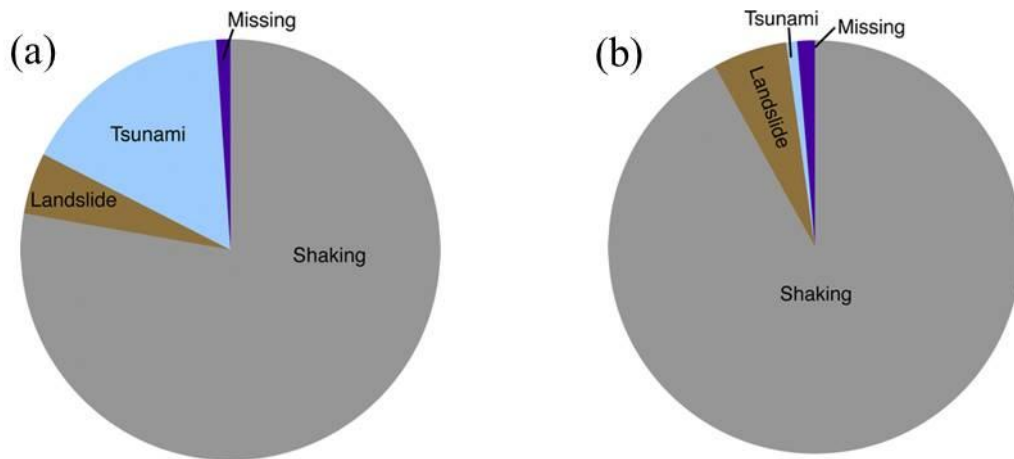 (a)
Missing
Tsunami
Landslide
Shaking
(b)
Tsunami
Missing
Landslide
Shaking